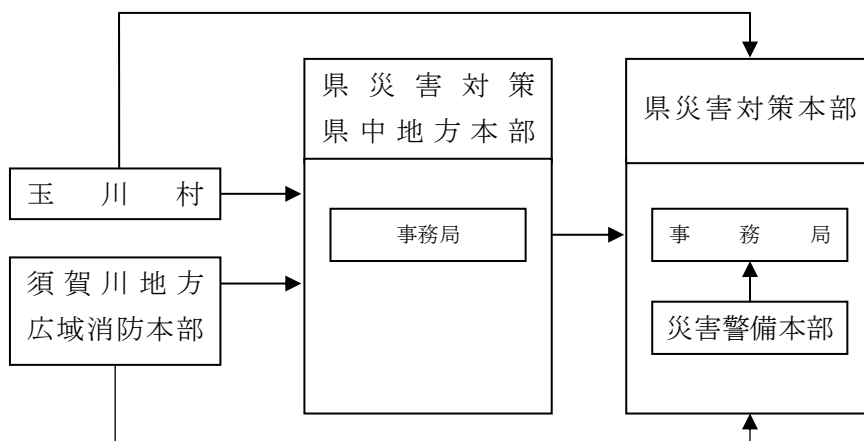 県災害対策
県中地方本部
県災害対策本部
玉川村
事務局
事務局
須賀川地方
広域消防本部
災害警備本部